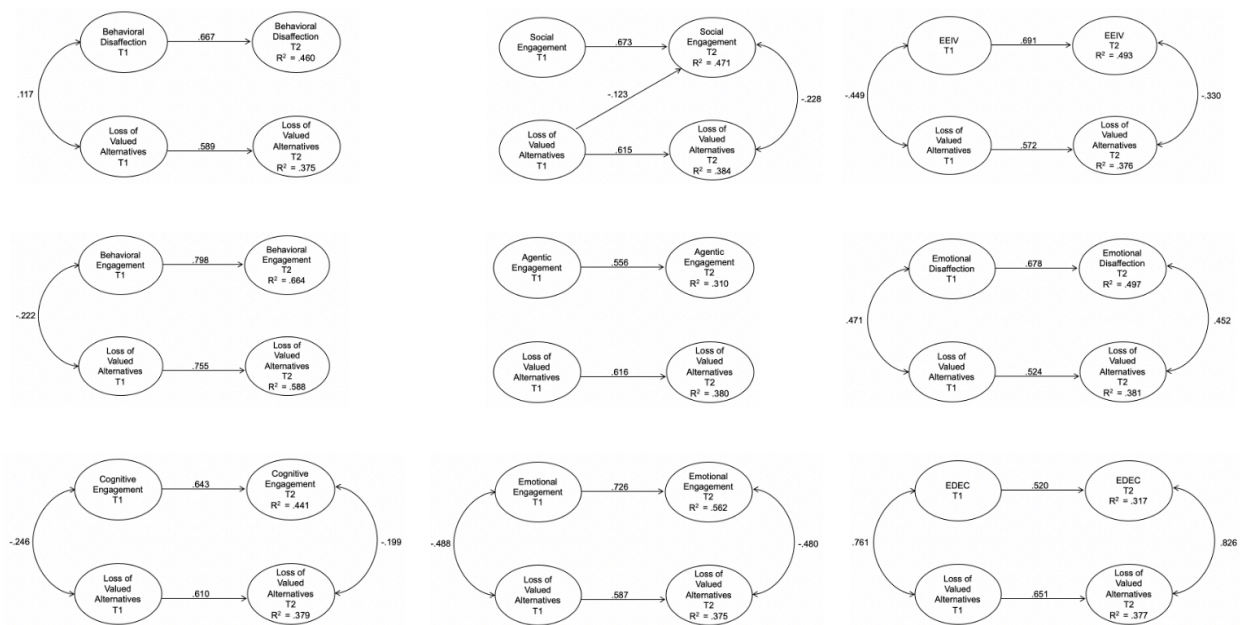 Behavioral
Disaffection
T1
.667
Behavioral
Disaffection
T2
R² = .460
.117
Loss of
Valued
Alternatives
T1
.589
Loss of
Valued
Alternatives
T2
R² = .375
Social
Engagement
T1
.673
Social
Engagement
T2
R² = .471
-.123
-.228
Loss of
Valued
Alternatives
T1
.615
Loss of
Valued
Alternatives
T2
R² = .384
EEIV
T1
.691
EEIV
T2
R² = .493
-.449
-.330
Loss of
Valued
Alternatives
T1
.572
Loss of
Valued
Alternatives
T2
R² = .376
Behavioral
Engagement
T1
.798
Behavioral
Engagement
T2
R² = .664
-.222
Loss of
Valued
Alternatives
T1
.755
Loss of
Valued
Alternatives
T2
R² = .588
Agentic
Engagement
T1
.556
Agentic
Engagement
T2
R² = .310
Loss of
Valued
Alternatives
T1
.616
Loss of
Valued
Alternatives
T2
R² = .380
Emotional
Disaffection
T1
.678
Emotional
Disaffection
T2
R² = .497
.471
.452
Loss of
Valued
Alternatives
T1
.524
Loss of
Valued
Alternatives
T2
R² = .381
Cognitive
Engagement
T1
.643
Cognitive
Engagement
T2
R² = .441
-.246
-.199
Loss of
Valued
Alternatives
T1
.610
Loss of
Valued
Alternatives
T2
R² = .379
Emotional
Engagement
T1
.726
Emotional
Engagement
T2
R² = .562
-.488
-.480
Loss of
Valued
Alternatives
T1
.587
Loss of
Valued
Alternatives
T2
R² = .375
EDEC
T1
.520
EDEC
T2
R² = .317
.761
.826
Loss of
Valued
Alternatives
T1
.651
Loss of
Valued
Alternatives
T2
R² = .377